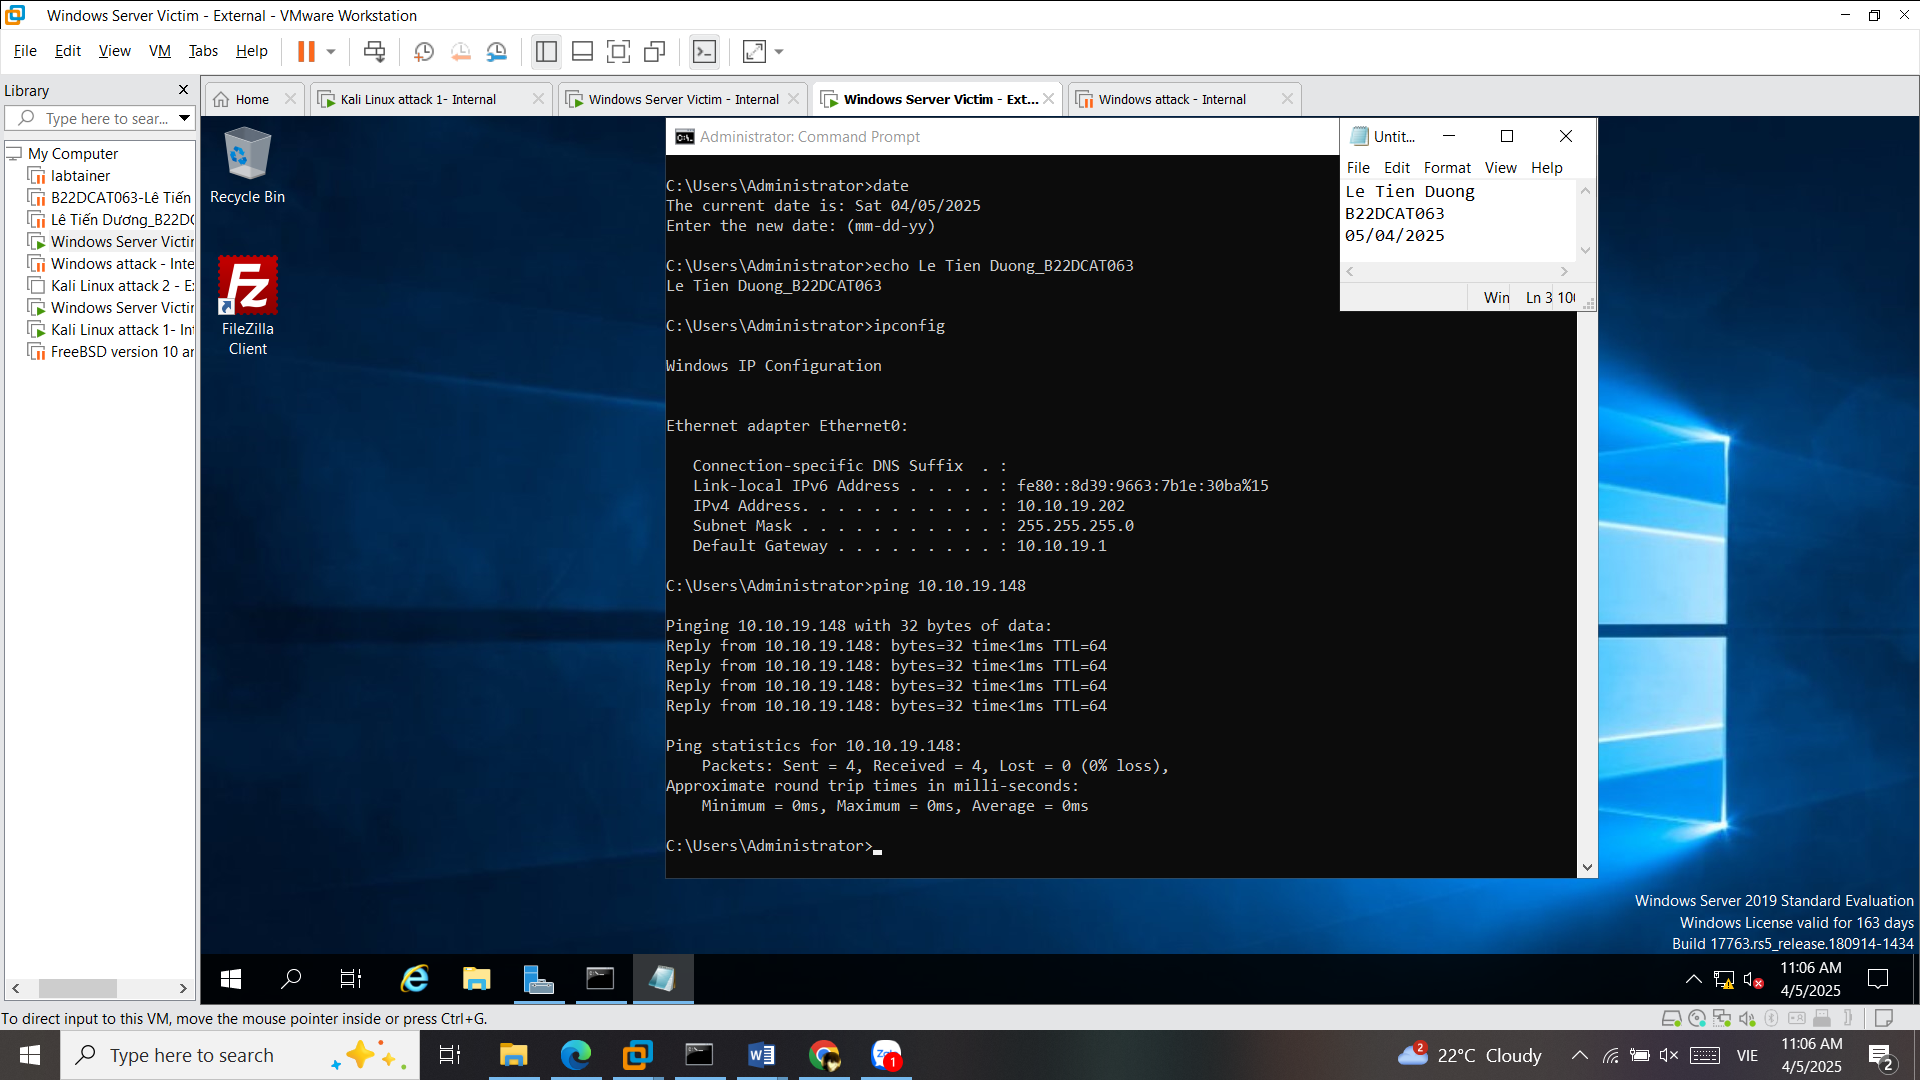 Windows Server Victim - External - VMware Workstation
File Edit View VM Tabs Help
Library
Type here to sear...
My Computer
labtainer
B22DCAT063-Lê Tiến
Lê Tiến Dương_B22DC
Windows Server Victin
Windows attack - Inte
Kali Linux attack 2 - E
Windows Server Victin
Kali Linux attack 1- In
FreeBSD version 10 ar
Home
Kali Linux attack 1- Internal
Windows Server Victim - Internal
Windows Server Victim - Ext...
Windows attack - Internal
Recycle Bin
Fz
FileZilla
Client
Administrator: Command Prompt
C:\Users\Administrator>date
The current date is: Sat 04/05/2025
Enter the new date: (mm-dd-yy)
C:\Users\Administrator>echo Le Tien Duong_B22DCAT063
Le Tien Duong_B22DCAT063
C:\Users\Administrator>ipconfig
Windows IP Configuration
Ethernet adapter Ethernet0:
Connection-specific DNS Suffix . :
Link-local IPv6 Address . . . . . : fe80::8d39:9663:7b1e:30ba%15
IPv4 Address. . . . . . . . . . . : 10.10.19.202
Subnet Mask . . . . . . . . . . . : 255.255.255.0
Default Gateway . . . . . . . . . : 10.10.19.1
C:\Users\Administrator>ping 10.10.19.148
Pinging 10.10.19.148 with 32 bytes of data:
Reply from 10.10.19.148: bytes=32 time<1ms TTL=64
Reply from 10.10.19.148: bytes=32 time<1ms TTL=64
Reply from 10.10.19.148: bytes=32 time<1ms TTL=64
Reply from 10.10.19.148: bytes=32 time<1ms TTL=64
Ping statistics for 10.10.19.148:
Packets: Sent = 4, Received = 4, Lost = 0 (0% loss),
Approximate round trip times in milli-seconds:
Minimum = 0ms, Maximum = 0ms, Average = 0ms
C:\Users\Administrator>
Untit...
File Edit Format View Help
Le Tien Duong
B22DCAT063
05/04/2025
Win Ln 3 100
Windows Server 2019 Standard Evaluation
Windows License valid for 163 days
Build 17763.rs5_release.180914-1434
11:06 AM
4/5/2025
To direct input to this VM, move the mouse pointer inside or press Ctrl+G.
Type here to search
1
2
22°C Cloudy
VIE
11:06 AM
4/5/2025
2